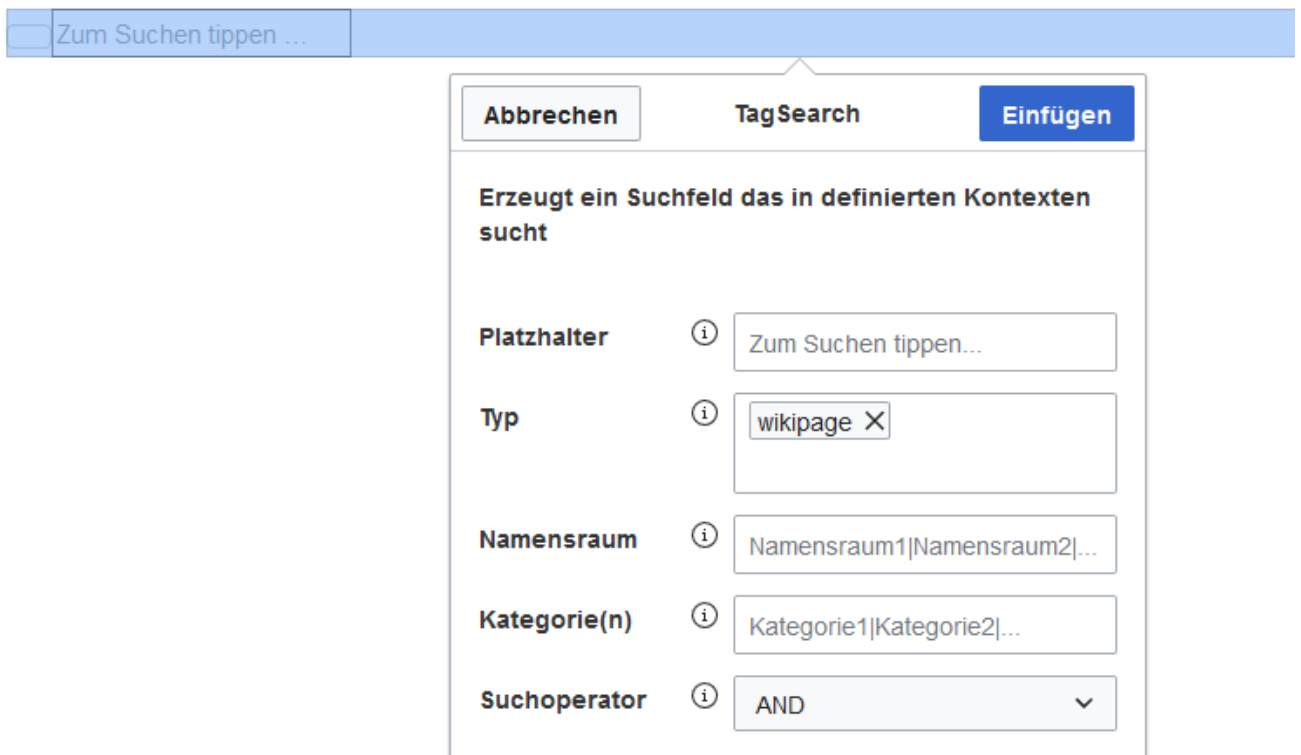 Zum Suchen tippen ...
Abbrechen TagSearch Einfügen
Erzeugt ein Suchfeld das in definierten Kontexten
sucht
Platzhalter Zum Suchen tippen...
Typ wikipage
Namensraum Namensraum1|Namensraum2|...
Kategorie(n) Kategorie1|Kategorie2|...
Suchoperator AND